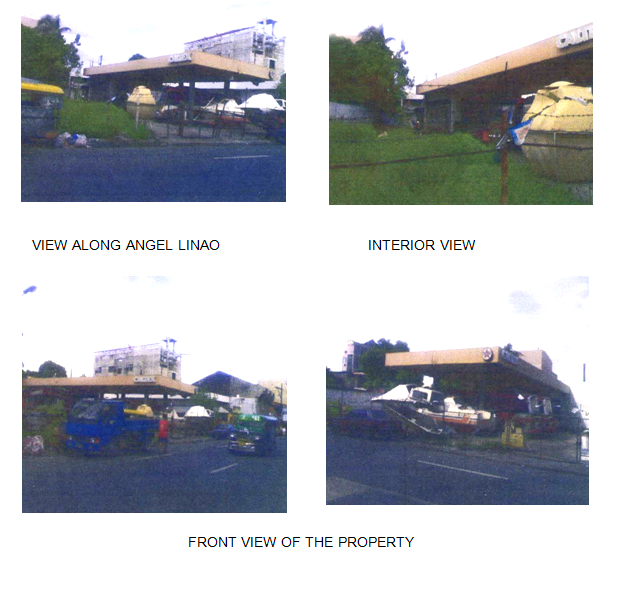 VIEW ALONG ANGEL LINAO
INTERIOR VIEW
FRONT VIEW OF THE PROPERTY